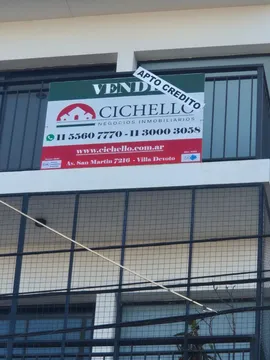 VENDE
APTO CREDITO
CICHELLO
NEGOCIOS INMOBILIARIOS
11 5560 7770 - 11 3000 3058
www.cichello.com.ar
Av. San Martin 7216 - Villa Devoto